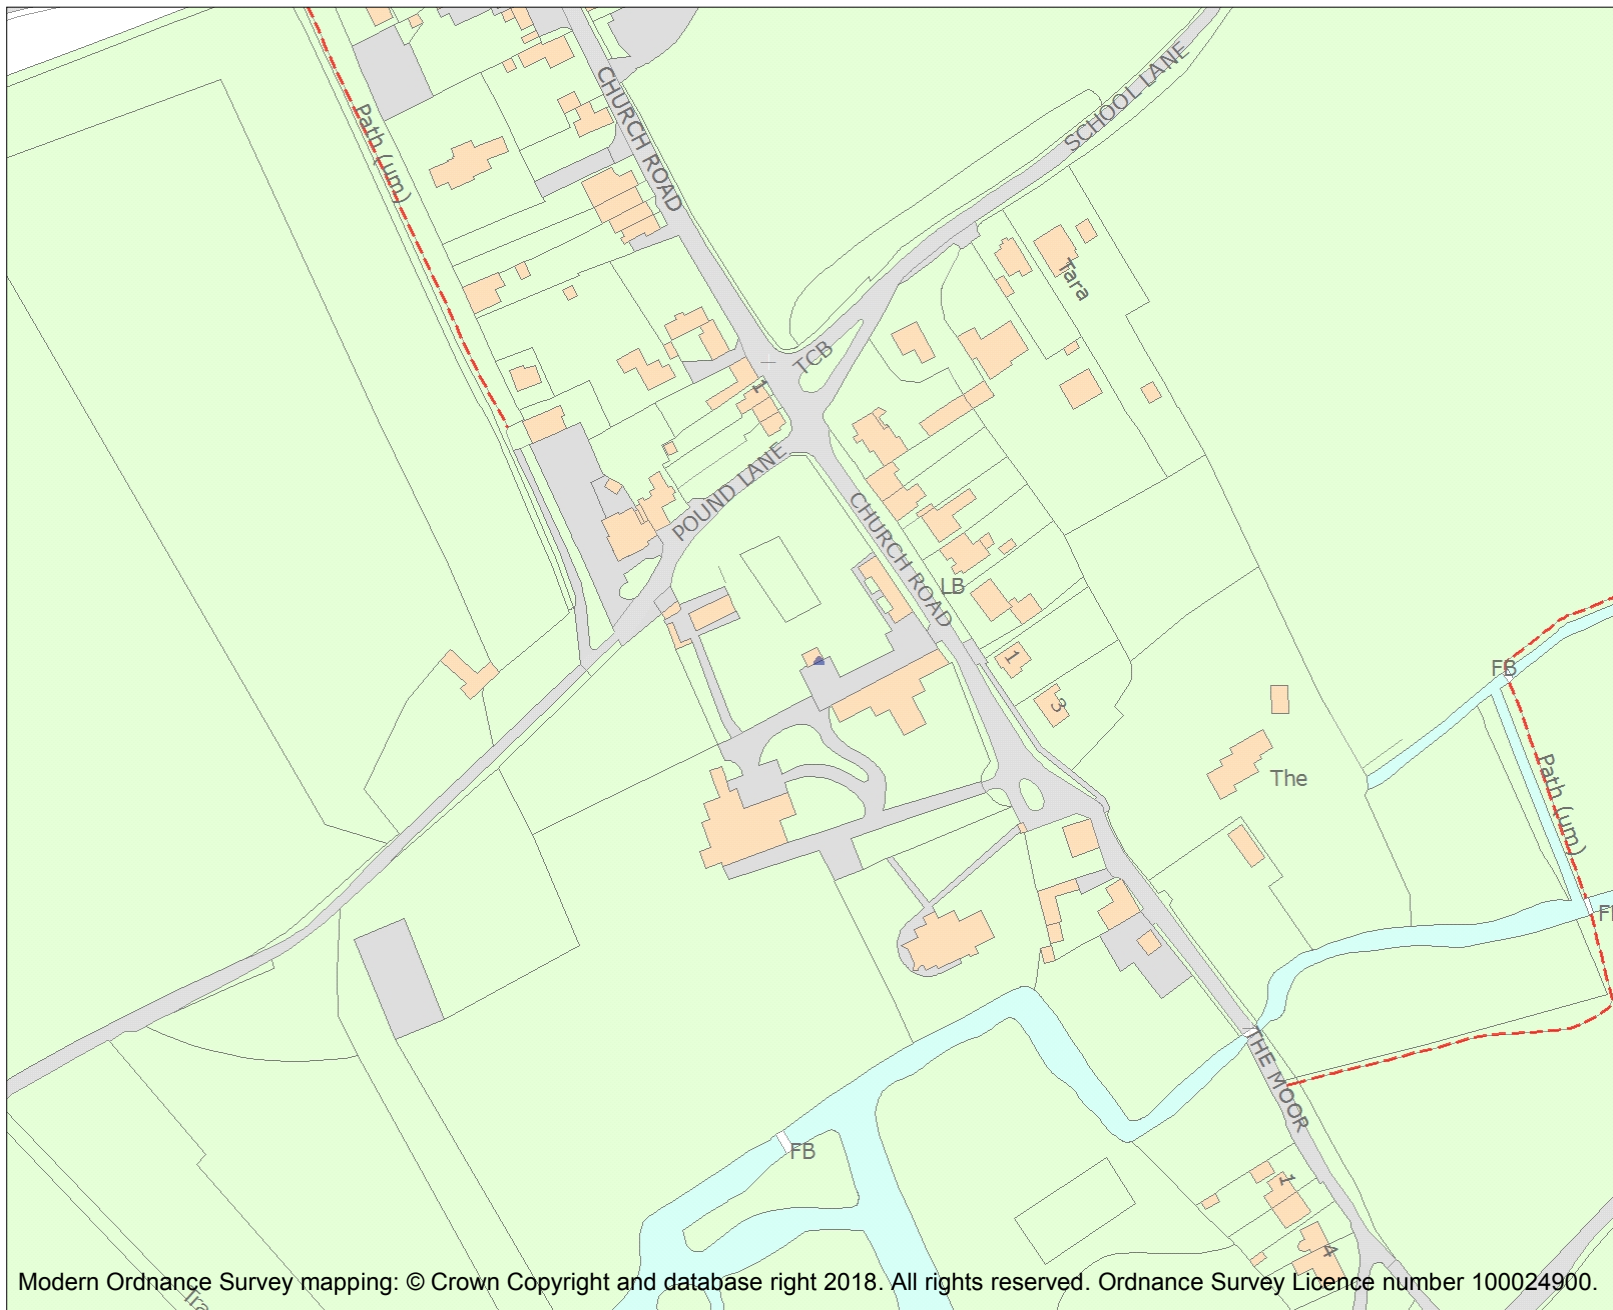 CHURCH ROAD
SCHOOL LANE
Path (um)
Tara
TCB
1
POUND LANE
CHURCH ROAD
LB
1
3
FB
The
Path (um)
THE MOOR
FB
1
4
Modern Ordnance Survey mapping: © Crown Copyright and database right 2018. All rights reserved. Ordnance Survey Licence number 100024900.